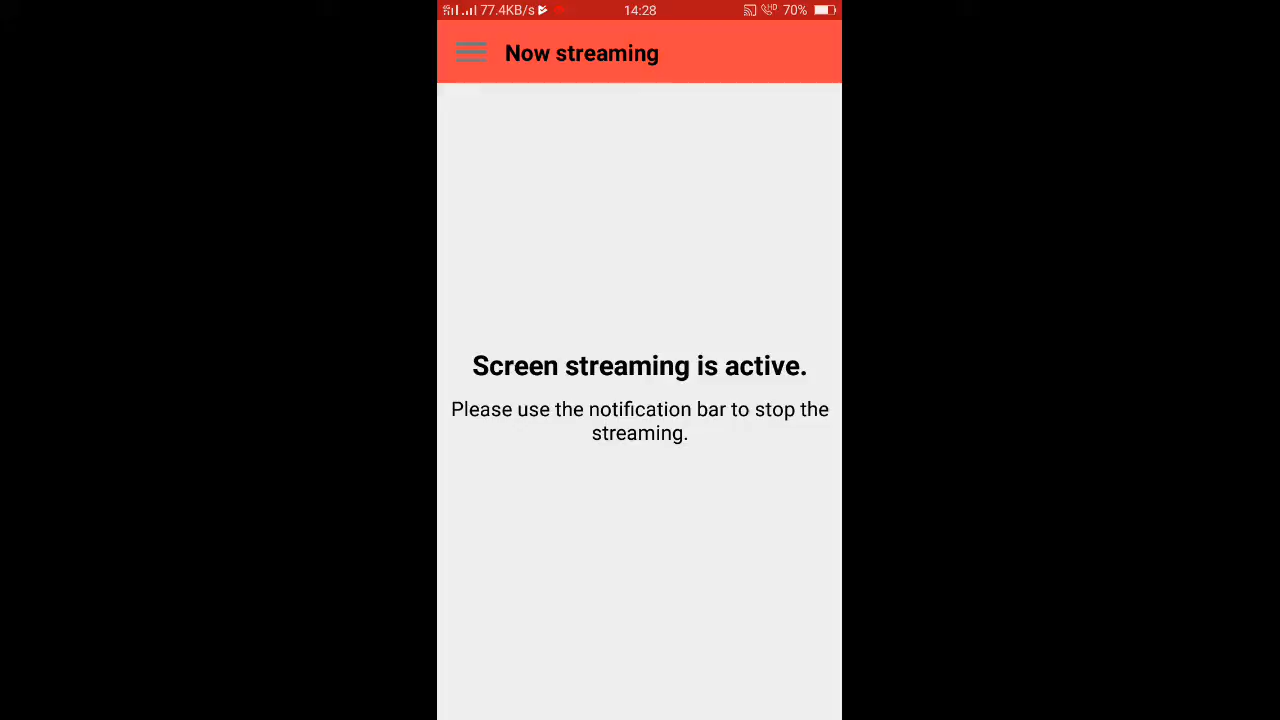 77.4KB/s 14:28 HD 70%
Now streaming
Screen streaming is active.
Please use the notification bar to stop the
streaming.